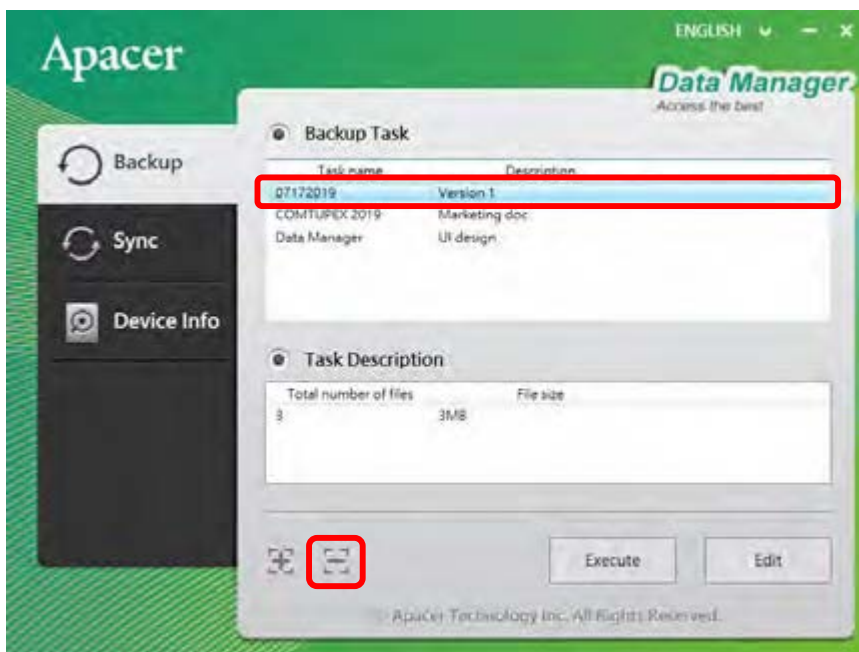 ENGLISH
Apacer
Data Manager
Access the best
Backup
Sync
Device Info
Backup Task
Task name Description
07172019 Version 1
COMTUPEX 2019 Marketing doc
Data Manager UI design
Task Description
Total number of files File size
3 3MB
Execute Edit
© Apacer Technology Inc. All Rights Reserved.